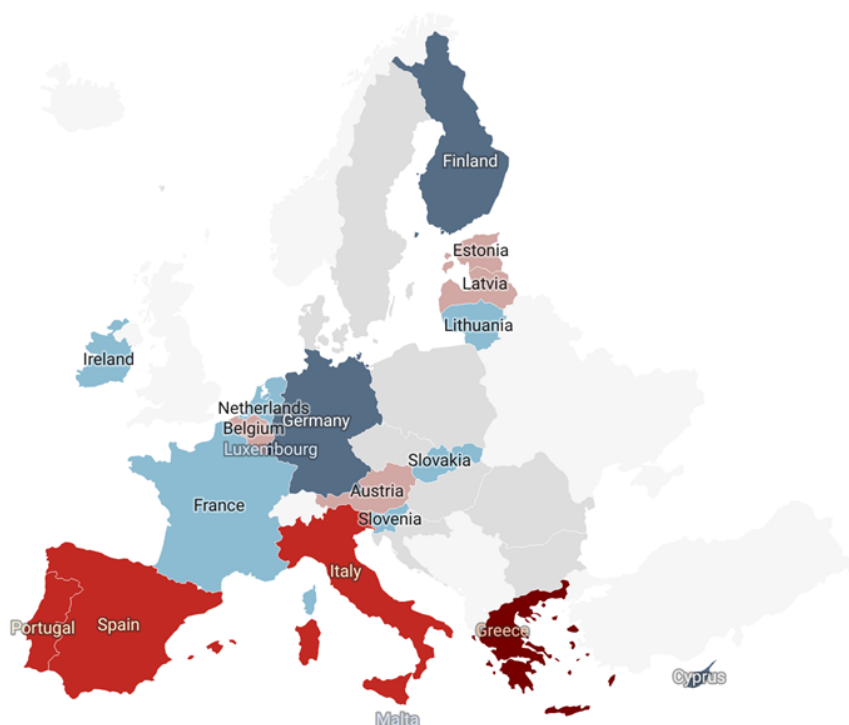 Finland
Estonia
Latvia
Lithuania
Ireland
Netherlands
Belgium
Germany
Luxembourg
Slovakia
Austria
France
Slovenia
Italy
Spain
Portugal
Greece
Cyprus
Malta